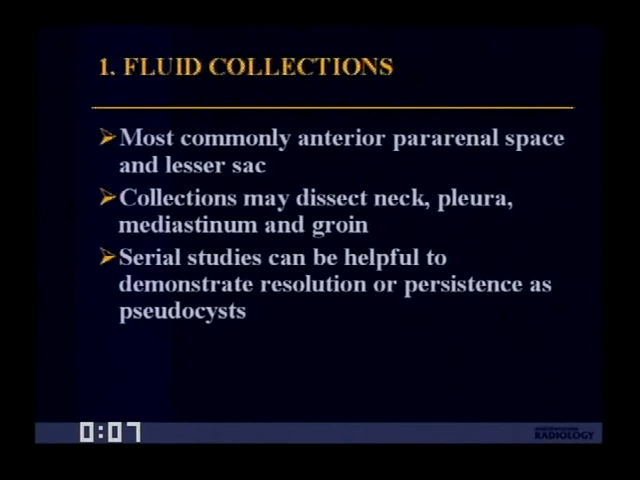 1. FLUID COLLECTIONS
Most commonly anterior pararenal space
and lesser sac
Collections may dissect neck, pleura,
mediastinum and groin
Serial studies can be helpful to
demonstrate resolution or persistence as
pseudocysts
0:07
RADIOLOGY